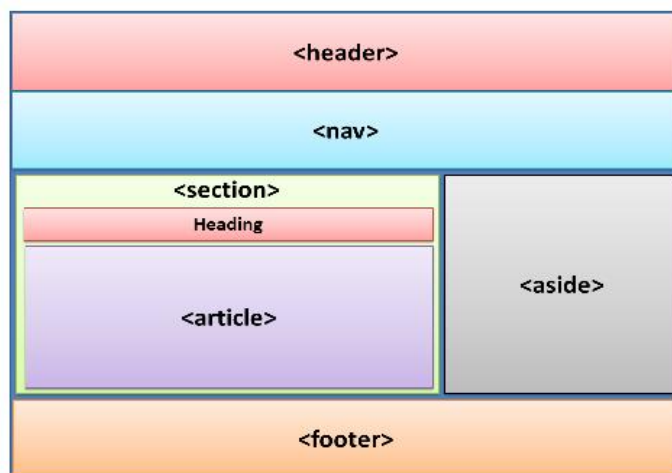 <header>
<nav>
<section>
Heading
<article>
<aside>
<footer>